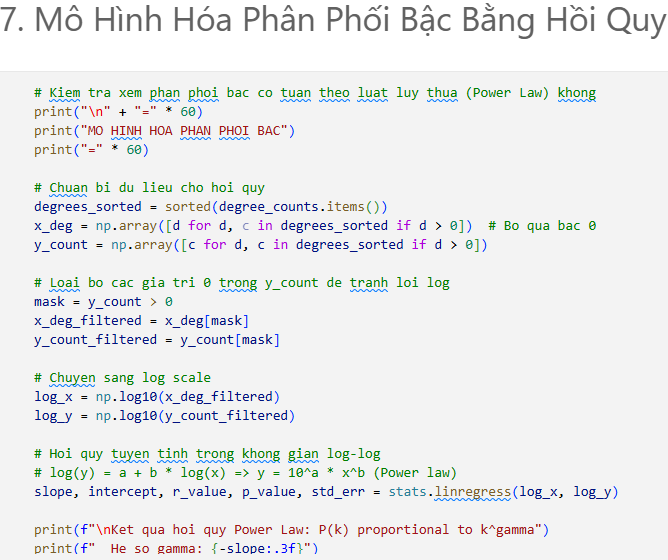 7. Mô Hình Hóa Phân Phối Bậc Bằng Hồi Quy
# Kiem tra xem phan phoi bac co tuan theo luat luy thua (Power Law) khong
print("\n" + "=" * 60)
print("MO HINH HOA PHAN PHOI BAC")
print("=" * 60)
# Chuan bi du lieu cho hoi quy
degrees_sorted = sorted(degree_counts.items())
x_deg = np.array([d for d, c in degrees_sorted if d > 0])  # Bo qua bac 0
y_count = np.array([c for d, c in degrees_sorted if d > 0])
# Loai bo cac gia tri 0 trong y_count de tranh loi log
mask = y_count > 0
x_deg_filtered = x_deg[mask]
y_count_filtered = y_count[mask]
# Chuyen sang log scale
log_x = np.log10(x_deg_filtered)
log_y = np.log10(y_count_filtered)
# Hoi quy tuyen tinh trong khong gian log-log
# log(y) = a + b * log(x) => y = 10^a * x^b (Power law)
slope, intercept, r_value, p_value, std_err = stats.linregress(log_x, log_y)
print(f"\nKet qua hoi quy Power Law: P(k) proportional to k^gamma")
print(f"  He so gamma: {-slope:.3f}")